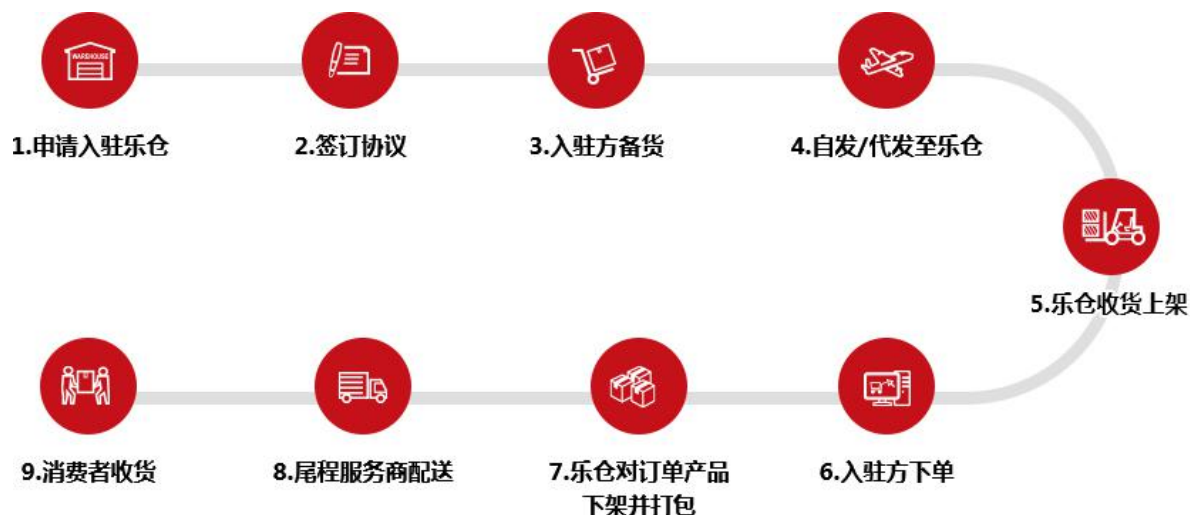 WAREHOUSE
1.申请入驻乐仓
2.签订协议
3.入驻方备货
4.自发/代发至乐仓
5.乐仓收货上架
6.入驻方下单
7.乐仓对订单产品
下架并打包
8.尾程服务商配送
9.消费者收货